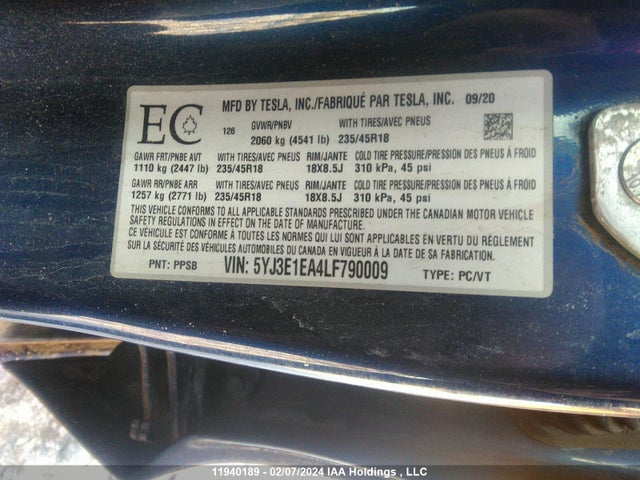 EC
MFD BY TESLA, INC./FABRIQUÉ PAR TESLA, INC. 09/20
126 GVWR/PNBV WITH TIRES/AVEC PNEUS
2060 kg (4541 lb) 235/45R18
GAWR FRT/PNBE AVT WITH TIRES/AVEC PNEUS RIM/JANTE COLD TIRE PRESSURE/PRESSION DES PNEUS À FROID
1110 kg (2447 lb) 235/45R18 18X8.5J 310 kPa, 45 psi
GAWR RR/PNBE ARR WITH TIRES/AVEC PNEUS RIM/JANTE COLD TIRE PRESSURE/PRESSION DES PNEUS À FROID
1257 kg (2771 lb) 235/45R18 18X8.5J 310 kPa, 45 psi
THIS VEHICLE CONFORMS TO ALL APPLICABLE STANDARDS PRESCRIBED UNDER THE CANADIAN MOTOR VEHICLE
SAFETY REGULATIONS IN EFFECT ON THE DATE OF MANUFACTURE
CE VÉHICULE EST CONFORME À TOUTES LES NORMES QUI LUI SONT APPLICABLES EN VERTU DU RÈGLEMENT
SUR LA SÉCURITÉ DES VÉHICULES AUTOMOBILES DU CANADA EN VIGUEUR À LA DATE DE SA FABRICATION.
PNT: PPSB VIN: 5YJ3E1EA4LF790009 TYPE: PC/VT
11940189 - 02/07/2024 IAA Holdings , LLC